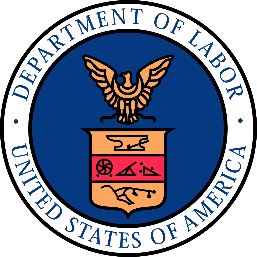 DEPARTMENT OF LABOR
UNITED STATES OF AMERICA